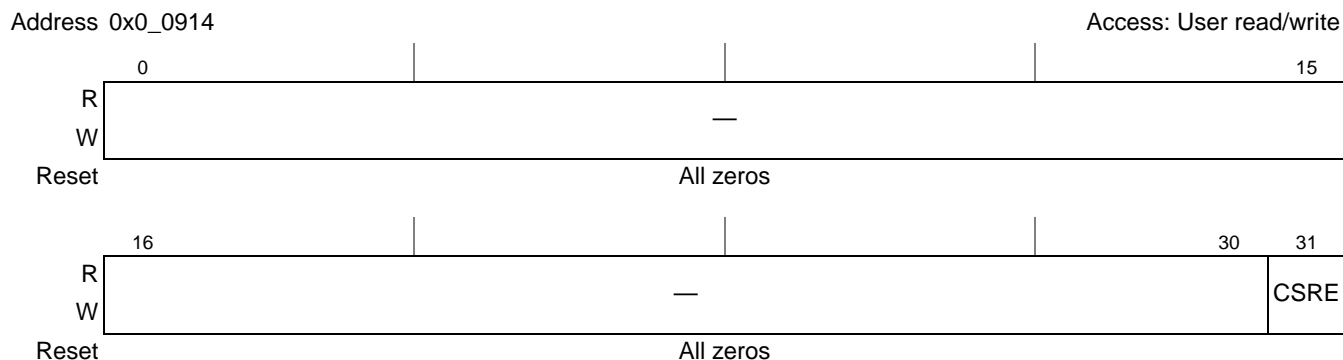 Address 0x0_0914 Access: User read/write
0 15
R
—
W
Reset All zeros
16 30 31
R
— CSRE
W
Reset All zeros